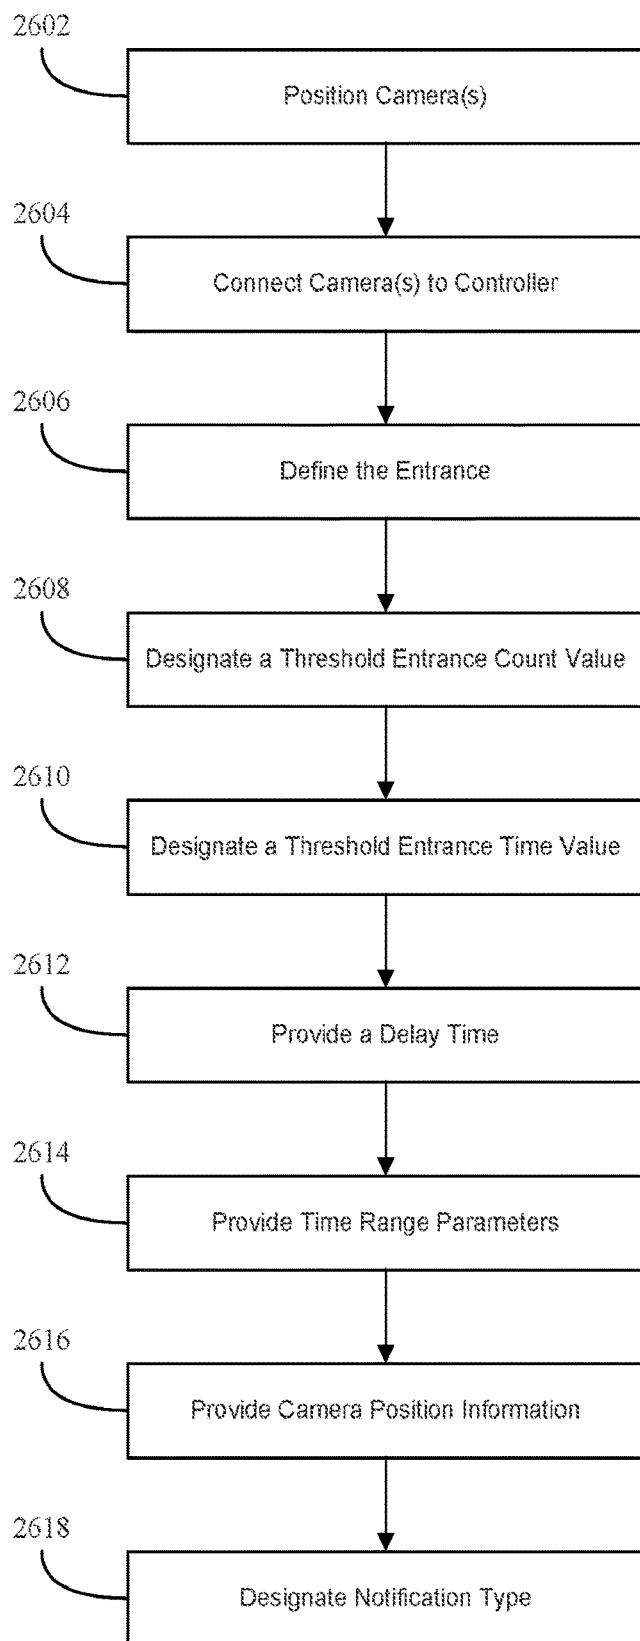 2602
Position Camera(s)
2604
Connect Camera(s) to Controller
2606
Define the Entrance
2608
Designate a Threshold Entrance Count Value
2610
Designate a Threshold Entrance Time Value
2612
Provide a Delay Time
2614
Provide Time Range Parameters
2616
Provide Camera Position Information
2618
Designate Notification Type